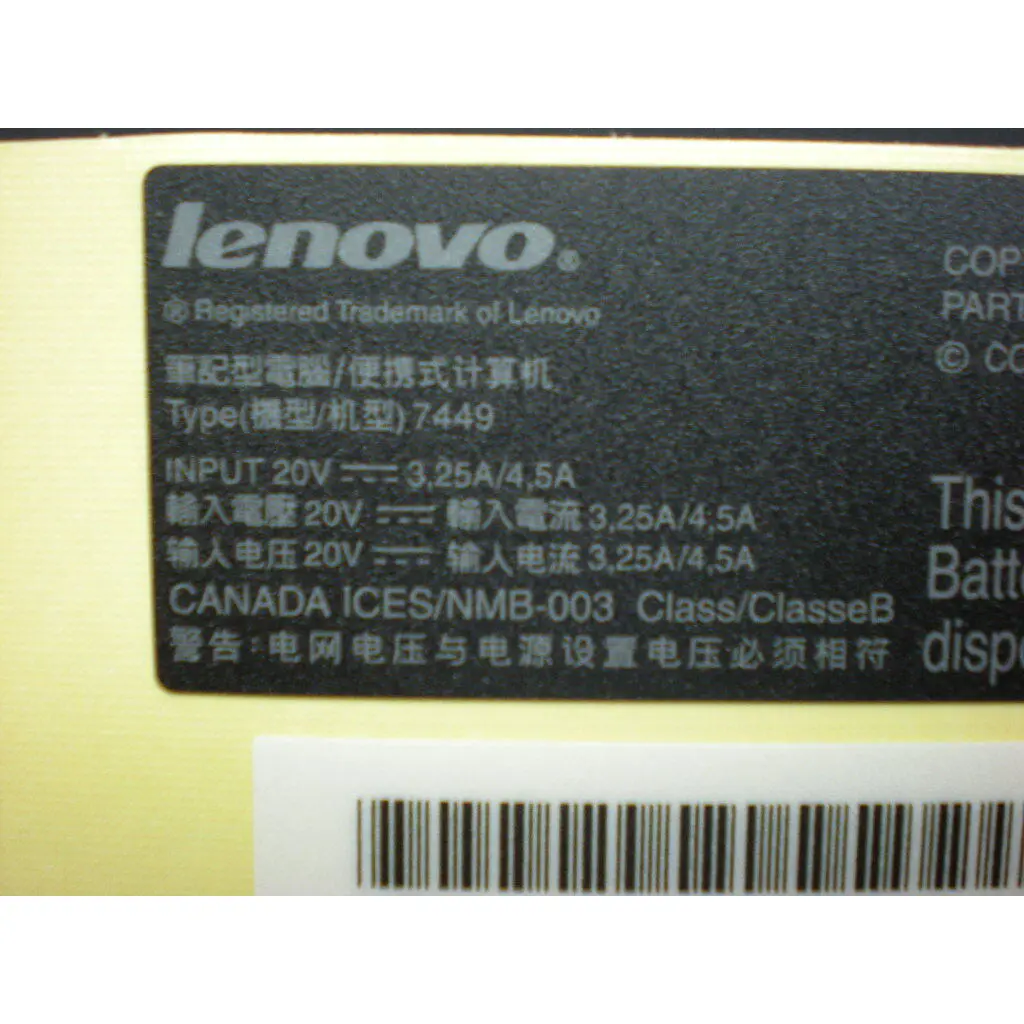 lenovo®
® Registered Trademark of Lenovo
筆記型電腦/便携式计算机
Type(機型/机型) 7449
INPUT 20V ⎓ 3,25A/4,5A
輸入電壓 20V ⎓ 輸入電流 3,25A/4,5A
输入电压 20V ⎓ 输入电流 3,25A/4,5A
CANADA ICES/NMB-003 Class/ClasseB
警告:电网电压与电源设置电压必须相符
COP
PART
© CO
This
Batte
dispo